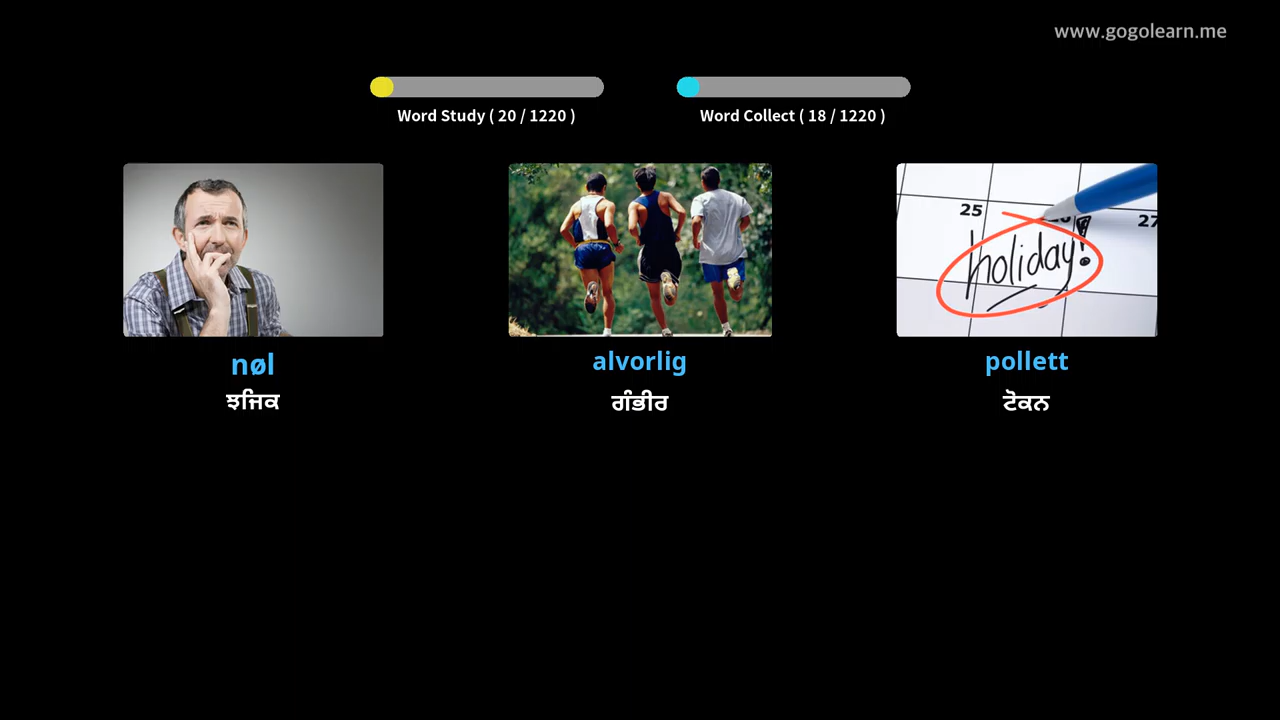 www.gogolearn.me
Word Study ( 20 / 1220 )
Word Collect ( 18 / 1220 )
25
27
holiday!
nøl
alvorlig
pollett
ਝਜਿਕ
ਗੰਭੀਰ
ਟੋਕਨ